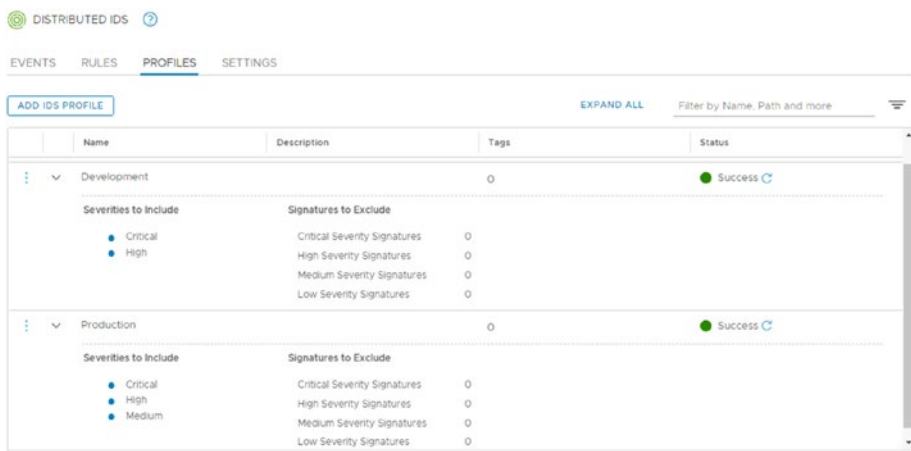 DISTRIBUTED IDS ?
EVENTS RULES PROFILES SETTINGS
ADD IDS PROFILE EXPAND ALL Filter by Name, Path and more
Name Description Tags Status
Development 0 Success
Severities to Include Signatures to Exclude
Critical Critical Severity Signatures 0
High High Severity Signatures 0
Medium Severity Signatures 0
Low Severity Signatures 0
Production 0 Success
Severities to Include Signatures to Exclude
Critical Critical Severity Signatures 0
High High Severity Signatures 0
Medium Medium Severity Signatures 0
Low Severity Signatures 0